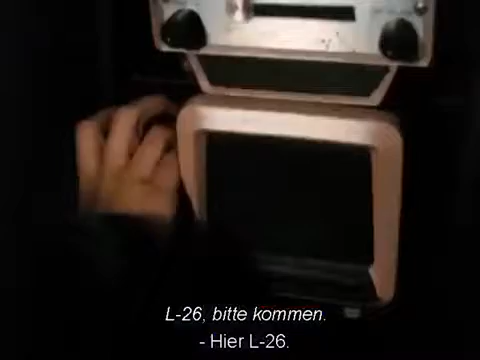 L-26, bitte kommen.
- Hier L-26.